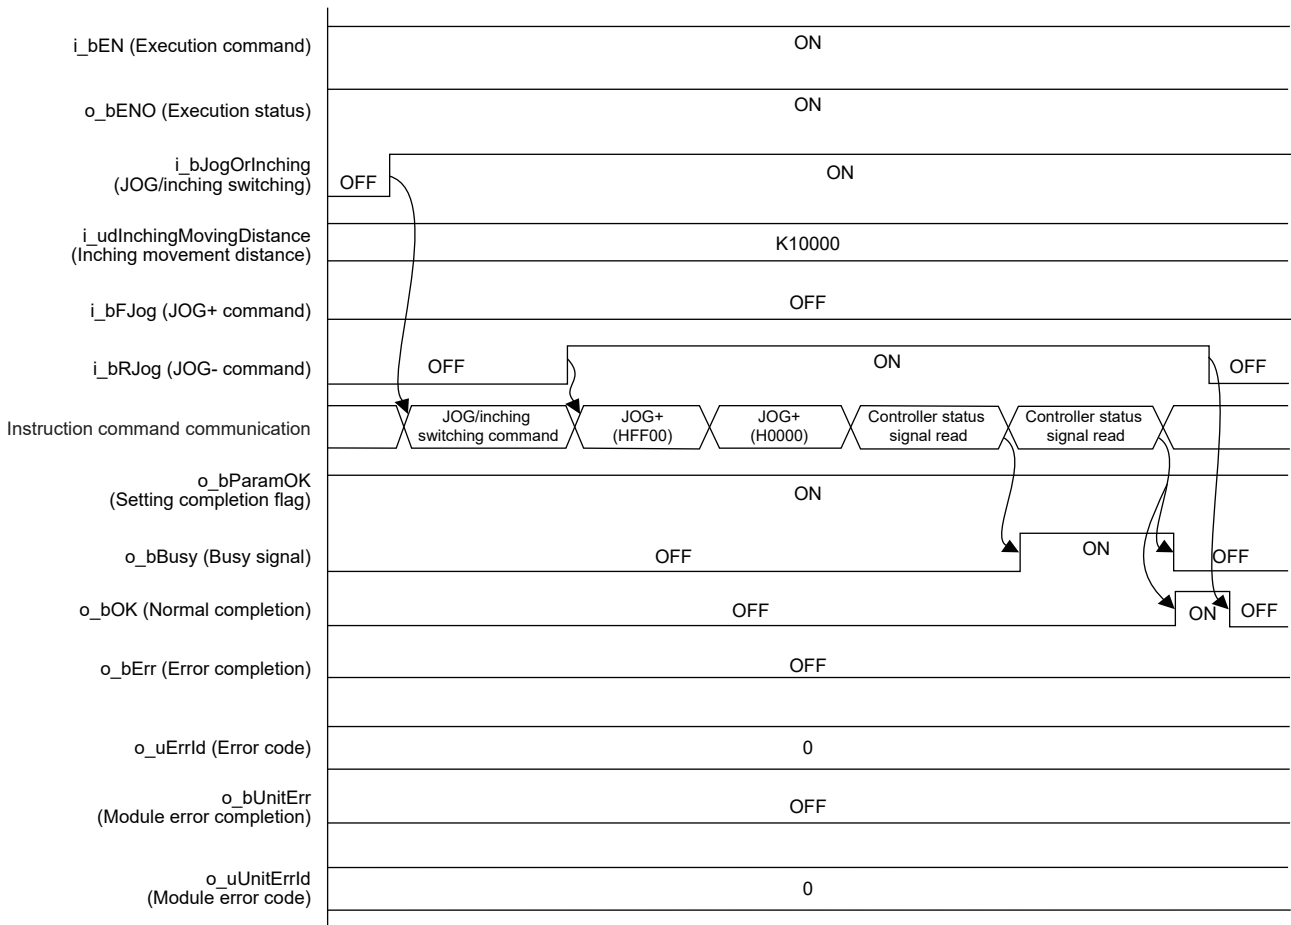 i_bEN (Execution command)
ON
o_bENO (Execution status)
ON
i_bJogOrInching
(JOG/inching switching)
OFF
ON
i_udInchingMovingDistance
(Inching movement distance)
K10000
i_bFJog (JOG+ command)
OFF
i_bRJog (JOG- command)
OFF
ON
OFF
Instruction command communication
JOG/inching
switching command
JOG+
(HFF00)
JOG+
(H0000)
Controller status
signal read
Controller status
signal read
o_bParamOK
(Setting completion flag)
ON
o_bBusy (Busy signal)
OFF
ON
OFF
o_bOK (Normal completion)
OFF
ON
OFF
o_bErr (Error completion)
OFF
o_uErrId (Error code)
0
o_bUnitErr
(Module error completion)
OFF
o_uUnitErrId
(Module error code)
0